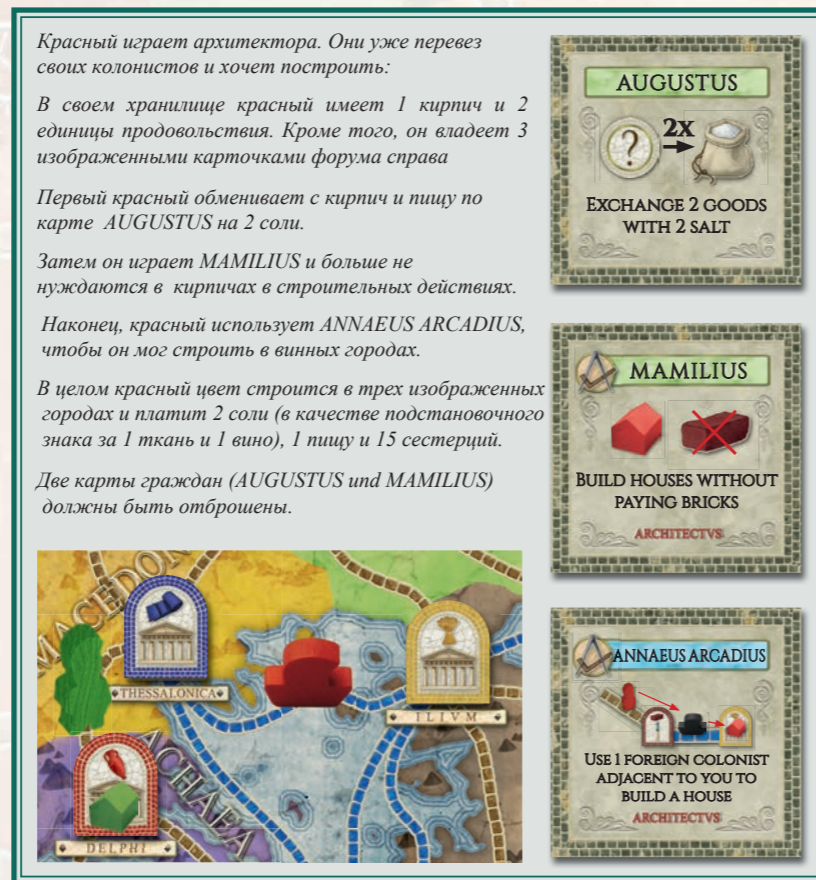 Красный играет архитектора. Они уже перевез
своих колонистов и хочет построить:
В своем хранилище красный имеет 1 кирпич и 2
единицы продовольствия. Кроме того, он владеет 3
изображенными карточками форума справа
Первый красный обменивает с кирпич и пищу по
карте AUGUSTUS на 2 соли.
Затем он играет MAMILIUS и больше не
нуждаются в кирпичах в строительных действиях.
Наконец, красный использует ANNAEUS ARCADIUS,
чтобы он мог строить в винных городах.
В целом красный цвет строится в трех изображенных
городах и платит 2 соли (в качестве подстановочного
знака за 1 ткань и 1 вино), 1 пищу и 15 сестерций.
Две карты граждан (AUGUSTUS und MAMILIUS)
должны быть отброшены.
AUGUSTUS
?
2X
EXCHANGE 2 GOODS
WITH 2 SALT
MAMILIUS
BUILD HOUSES WITHOUT
PAYING BRICKS
ARCHITECTVS
ANNAEUS ARCADIUS
USE 1 FOREIGN COLONIST
ADJACENT TO YOU TO
BUILD A HOUSE
ARCHITECTVS
MACEDON
THESSALONICA
ILIVM
ACHAEA
DELPHI